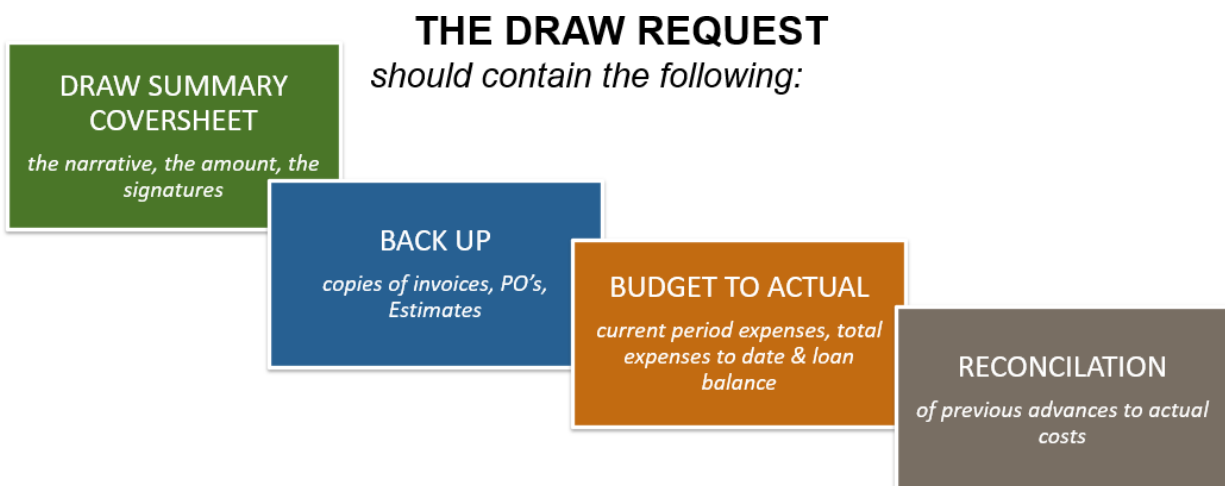 THE DRAW REQUEST
should contain the following:
DRAW SUMMARY
COVERSHEET
the narrative, the amount, the
signatures
BACK UP
copies of invoices, PO’s,
Estimates
BUDGET TO ACTUAL
current period expenses, total
expenses to date & loan
balance
RECONCILATION
of previous advances to actual
costs